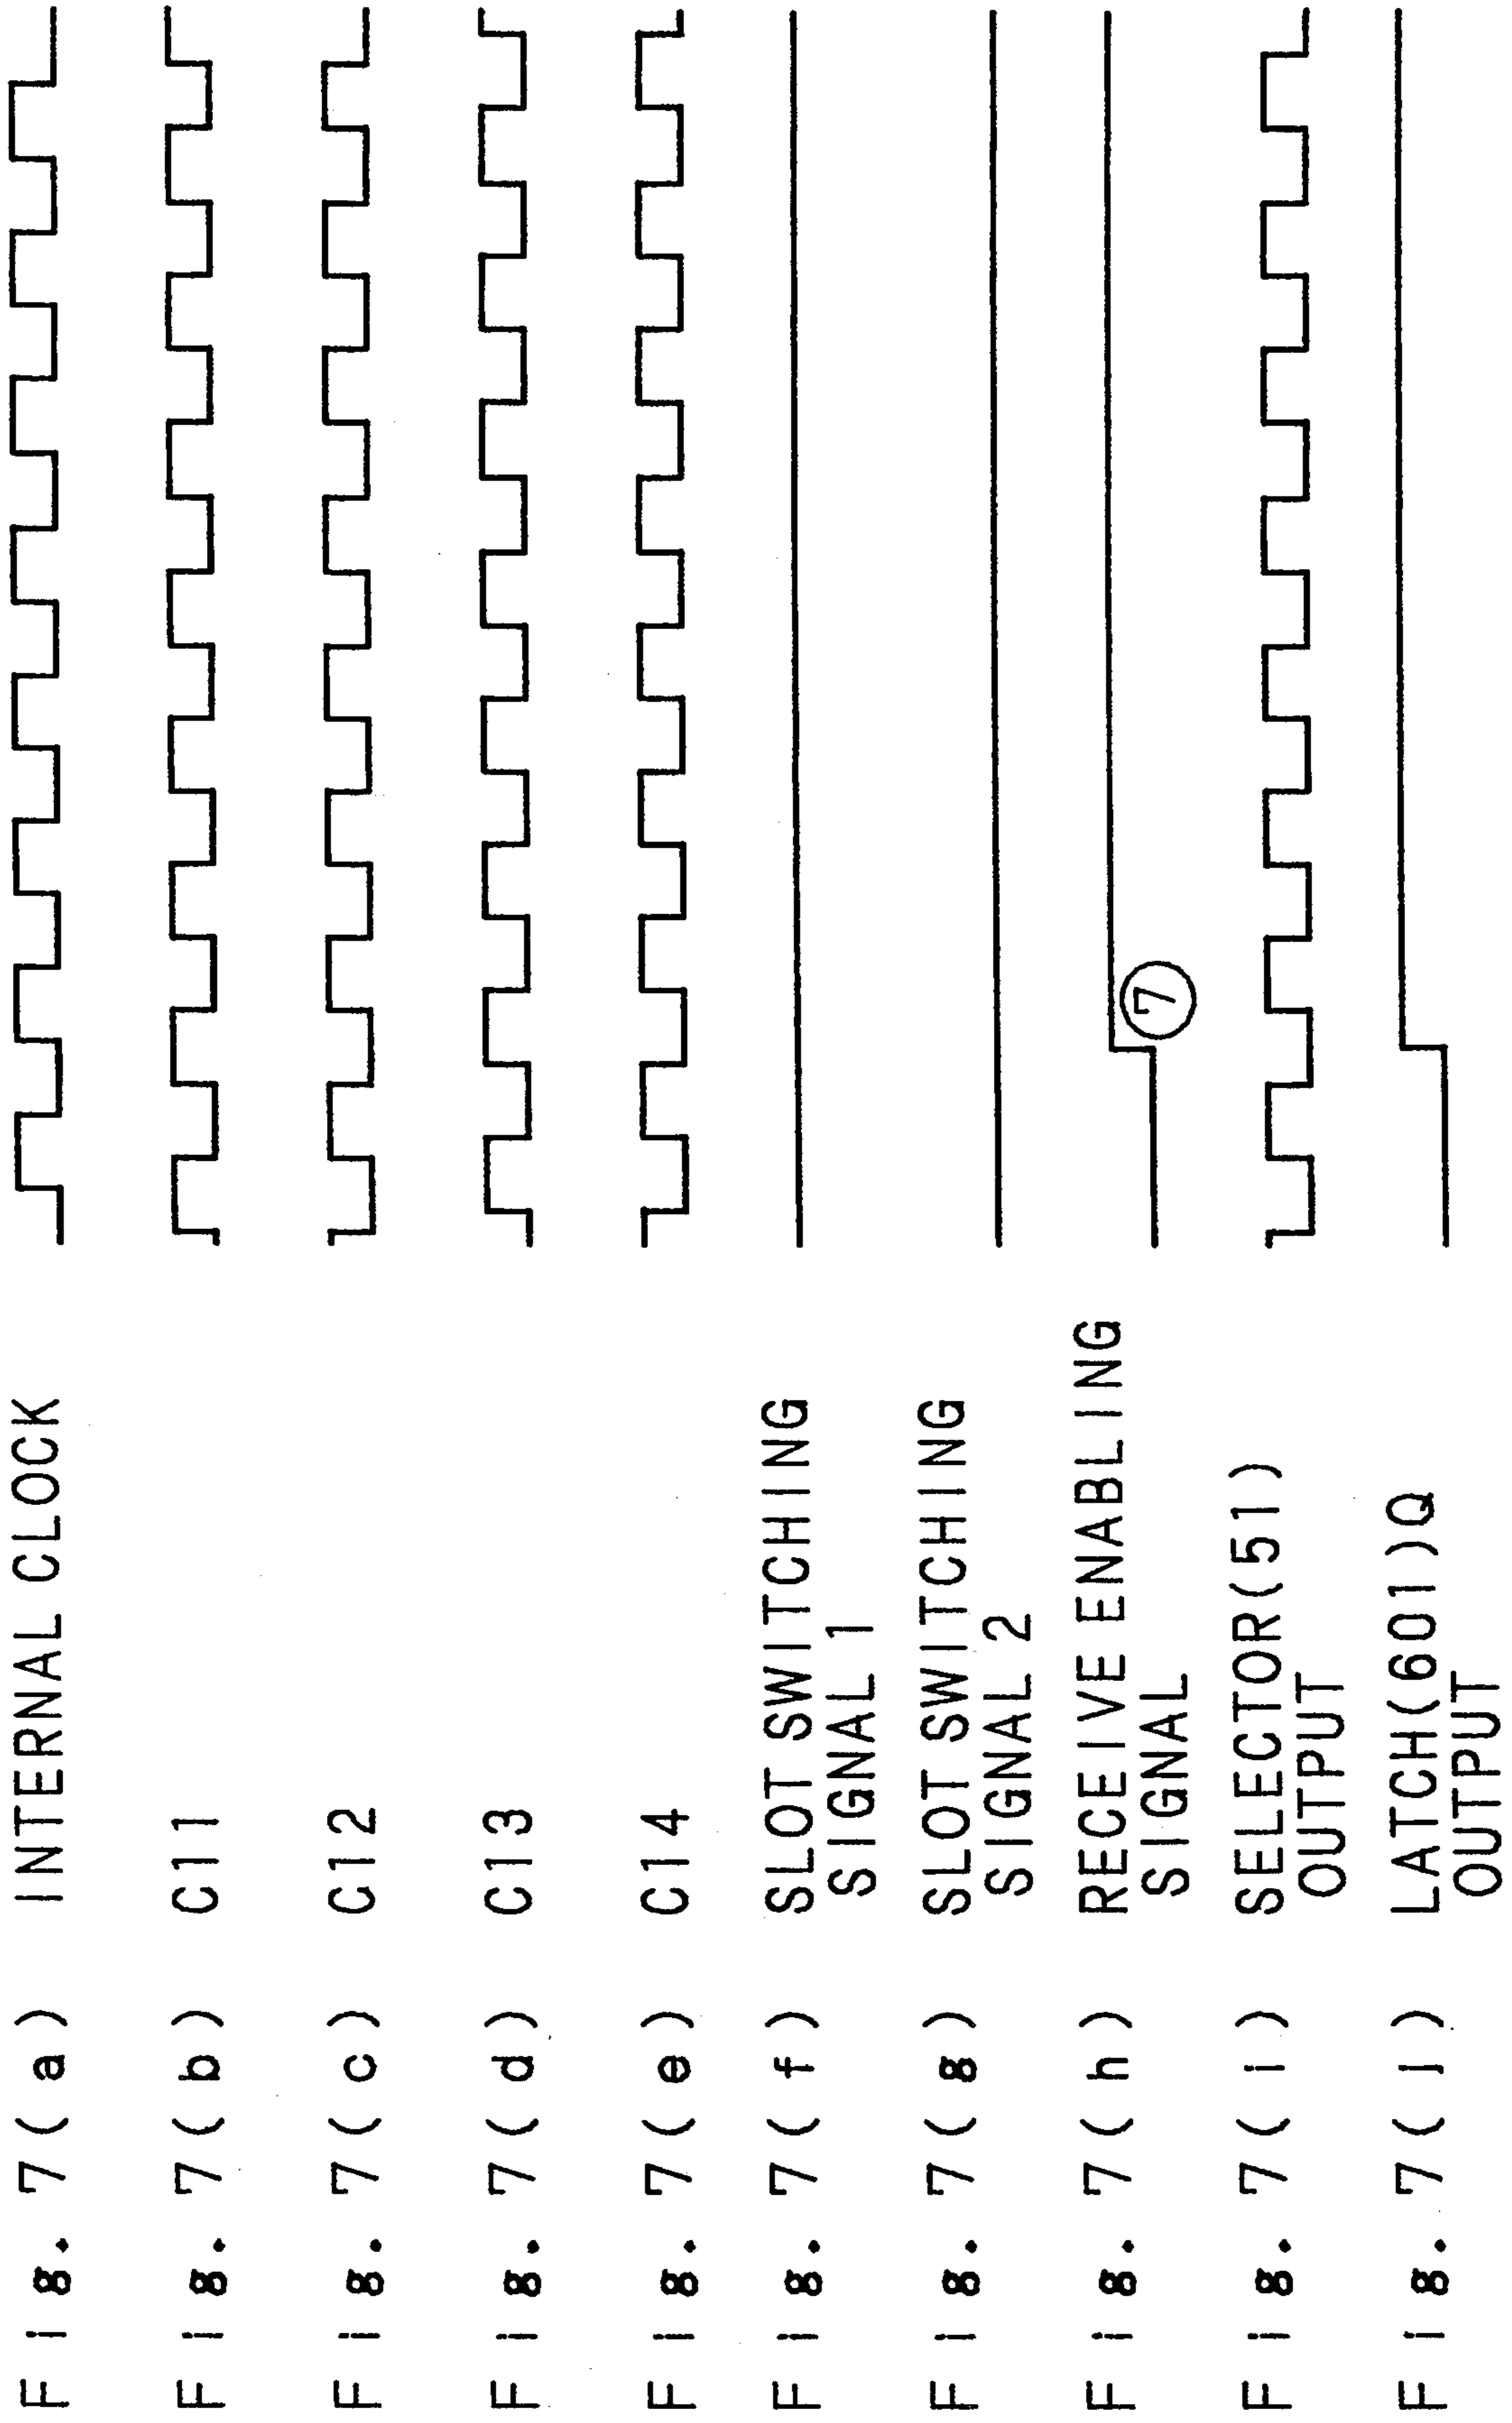 Fig. 7(a) INTERNAL CLOCK
Fig. 7(b) C11
Fig. 7(c) C12
Fig. 7(d) C13
Fig. 7(e) C14
Fig. 7(f) SLOT SWITCHING
SIGNAL 1
Fig. 7(g) SLOT SWITCHING
SIGNAL 2
Fig. 7(h) RECEIVE ENABLING
SIGNAL
7
Fig. 7(i) SELECTOR(51)
OUTPUT
Fig. 7(j) LATCH(601)Q
OUTPUT